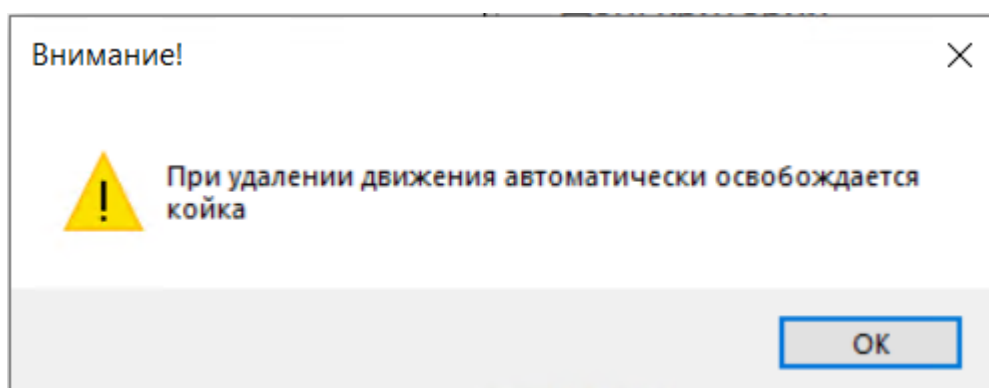 Внимание!
При удалении движения автоматически освобождается
койка
OK